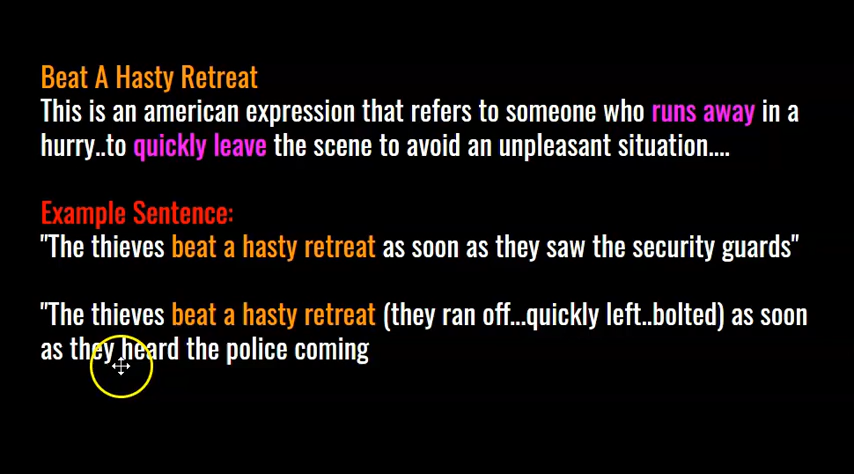 Beat A Hasty Retreat
This is an american expression that refers to someone who runs away in a
hurry..to quickly leave the scene to avoid an unpleasant situation....
Example Sentence:
"The thieves beat a hasty retreat as soon as they saw the security guards"
"The thieves beat a hasty retreat (they ran off...quickly left..bolted) as soon
as they heard the police coming